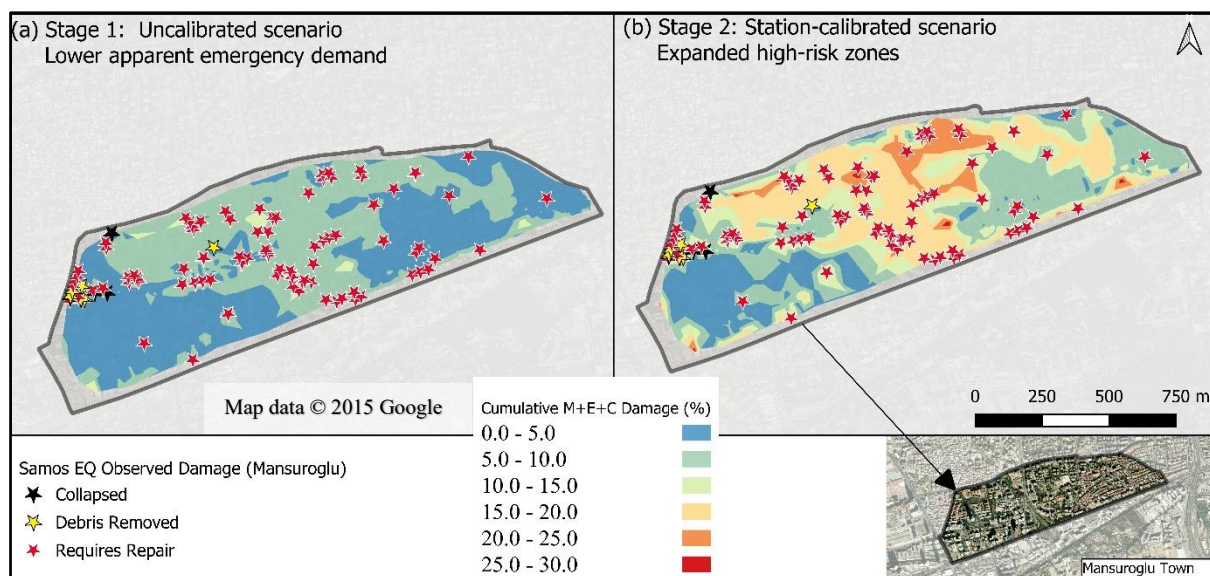 (a) Stage 1: Uncalibrated scenario
Lower apparent emergency demand
(b) Stage 2: Station-calibrated scenario
Expanded high-risk zones
Map data © 2015 Google
0 250 500 750 m
Samos EQ Observed Damage (Mansuroglu)
Collapsed
Debris Removed
Requires Repair
Cumulative M+E+C Damage (%)
0.0 - 5.0
5.0 - 10.0
10.0 - 15.0
15.0 - 20.0
20.0 - 25.0
25.0 - 30.0
Mansuroglu Town